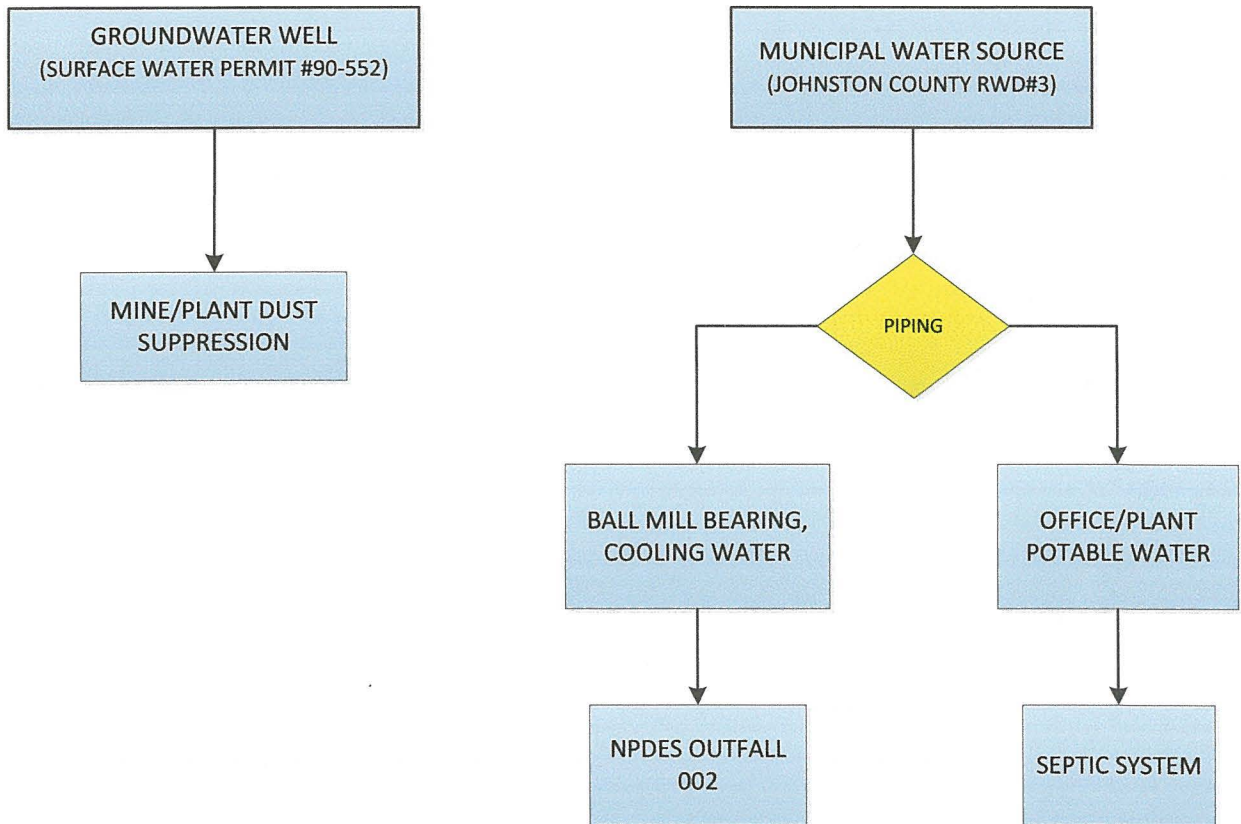 GROUNDWATER WELL
(SURFACE WATER PERMIT #90-552)
MUNICIPAL WATER SOURCE
(JOHNSTON COUNTY RWD#3)
MINE/PLANT DUST
SUPPRESSION
PIPING
BALL MILL BEARING,
COOLING WATER
OFFICE/PLANT
POTABLE WATER
NPDES OUTFALL
002
SEPTIC SYSTEM